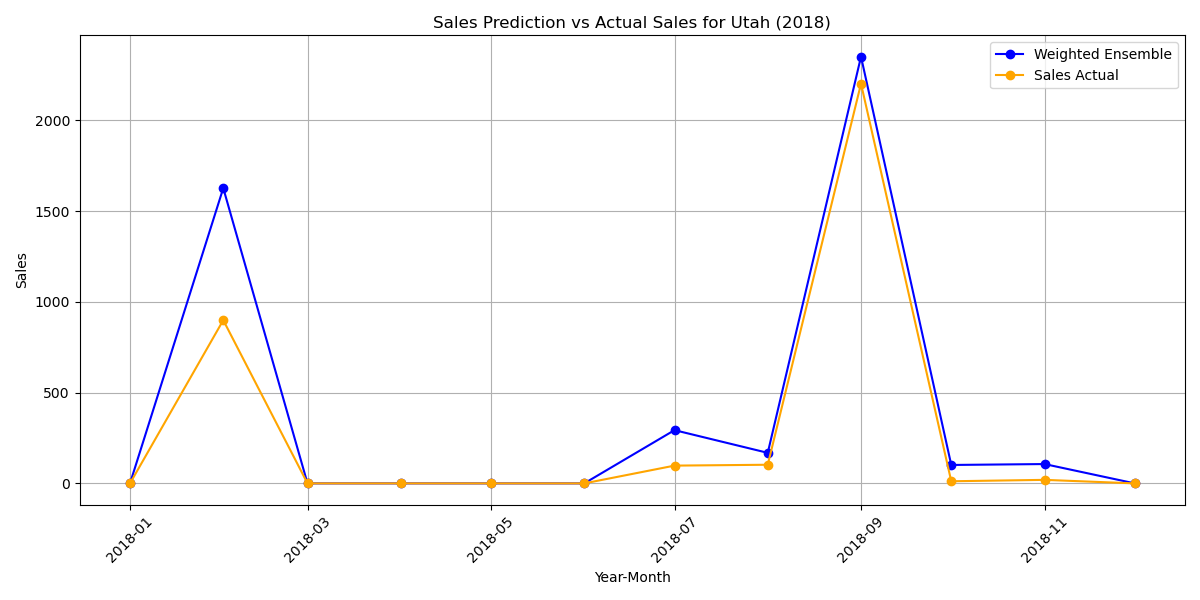 Sales Prediction vs Actual Sales for Utah (2018)
Weighted Ensemble
Sales Actual
Sales
2000
1500
1000
500
0
2018-01
2018-03
2018-05
2018-07
2018-09
2018-11
Year-Month